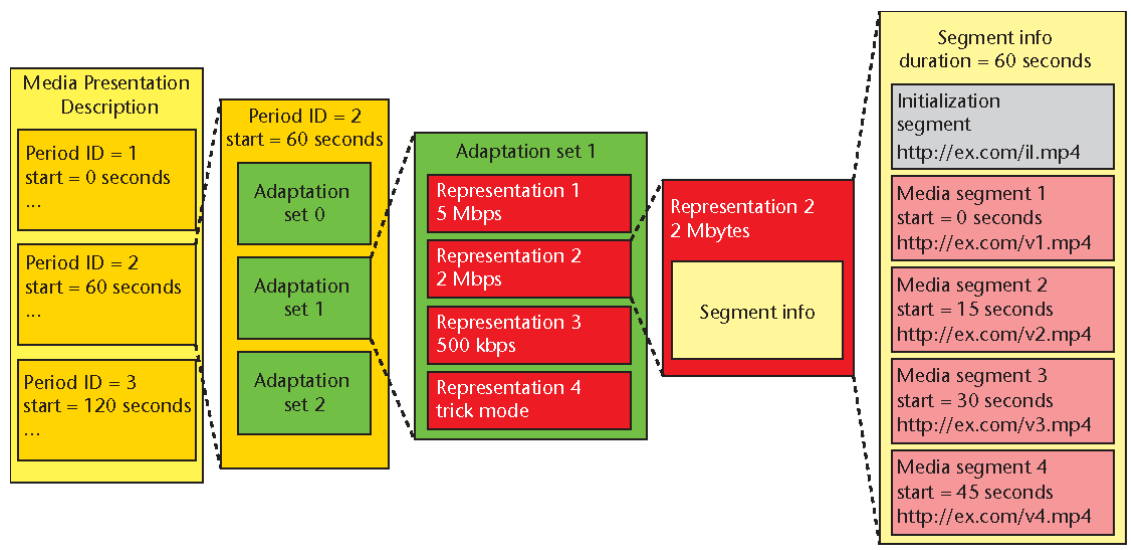 Media Presentation
Description
Period ID = 1
start = 0 seconds
...
Period ID = 2
start = 60 seconds
...
Period ID = 3
start = 120 seconds
...
Period ID = 2
start = 60 seconds
Adaptation
set 0
Adaptation
set 1
Adaptation
set 2
Adaptation set 1
Representation 1
5 Mbps
Representation 2
2 Mbps
Representation 3
500 kbps
Representation 4
trick mode
Representation 2
2 Mbytes
Segment info
Segment info
duration = 60 seconds
Initialization
segment
http://ex.com/il.mp4
Media segment 1
start = 0 seconds
http://ex.com/v1.mp4
Media segment 2
start = 15 seconds
http://ex.com/v2.mp4
Media segment 3
start = 30 seconds
http://ex.com/v3.mp4
Media segment 4
start = 45 seconds
http://ex.com/v4.mp4